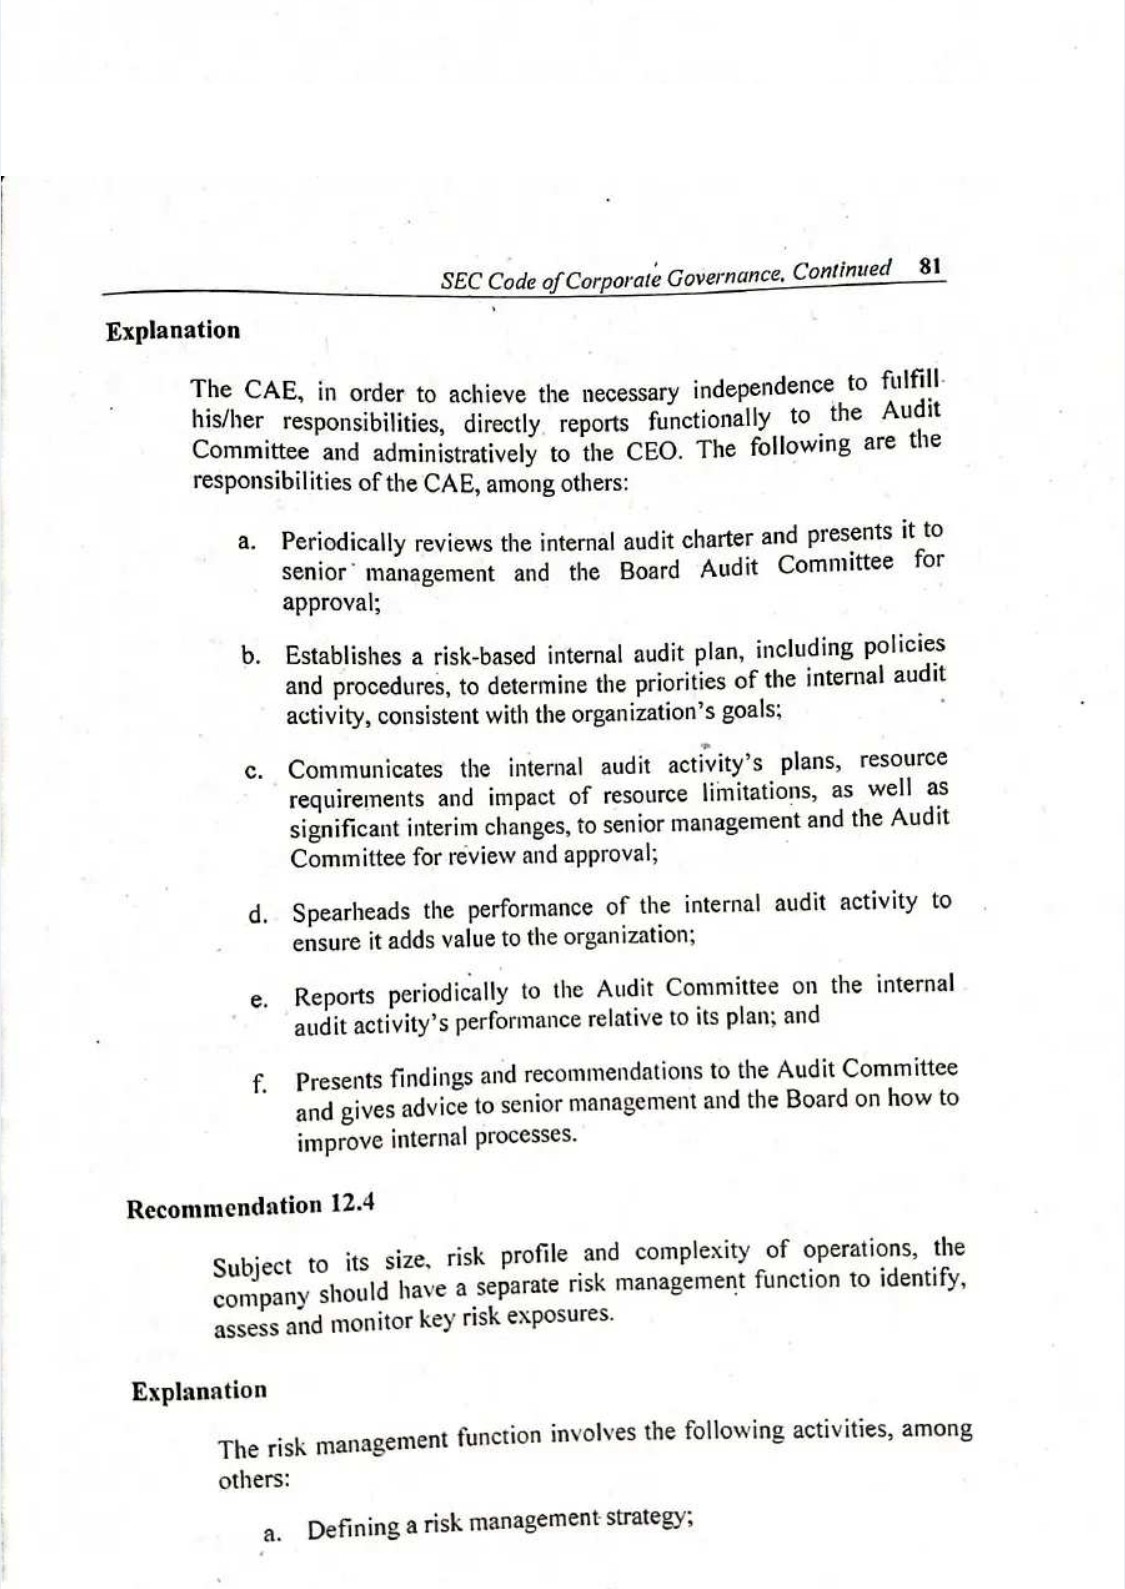 SEC Code of Corporate Governance, Continued 81
Explanation
The CAE, in order to achieve the necessary independence to fulfill
his/her responsibilities, directly reports functionally to the Audit
Committee and administratively to the CEO. The following are the
responsibilities of the CAE, among others:
a. Periodically reviews the internal audit charter and presents it to
senior management and the Board Audit Committee for
approval;
b. Establishes a risk-based internal audit plan, including policies
and procedures, to determine the priorities of the internal audit
activity, consistent with the organization's goals;
c. Communicates the internal audit activity's plans, resource
requirements and impact of resource limitations, as well as
significant interim changes, to senior management and the Audit
Committee for review and approval;
d. Spearheads the performance of the internal audit activity to
ensure it adds value to the organization;
e. Reports periodically to the Audit Committee on the internal
audit activity's performance relative to its plan; and
f. Presents findings and recommendations to the Audit Committee
and gives advice to senior management and the Board on how to
improve internal processes.
Recommendation 12.4
Subject to its size, risk profile and complexity of operations, the
company should have a separate risk management function to identify,
assess and monitor key risk exposures.
Explanation
The risk management function involves the following activities, among
others:
a. Defining a risk management strategy;